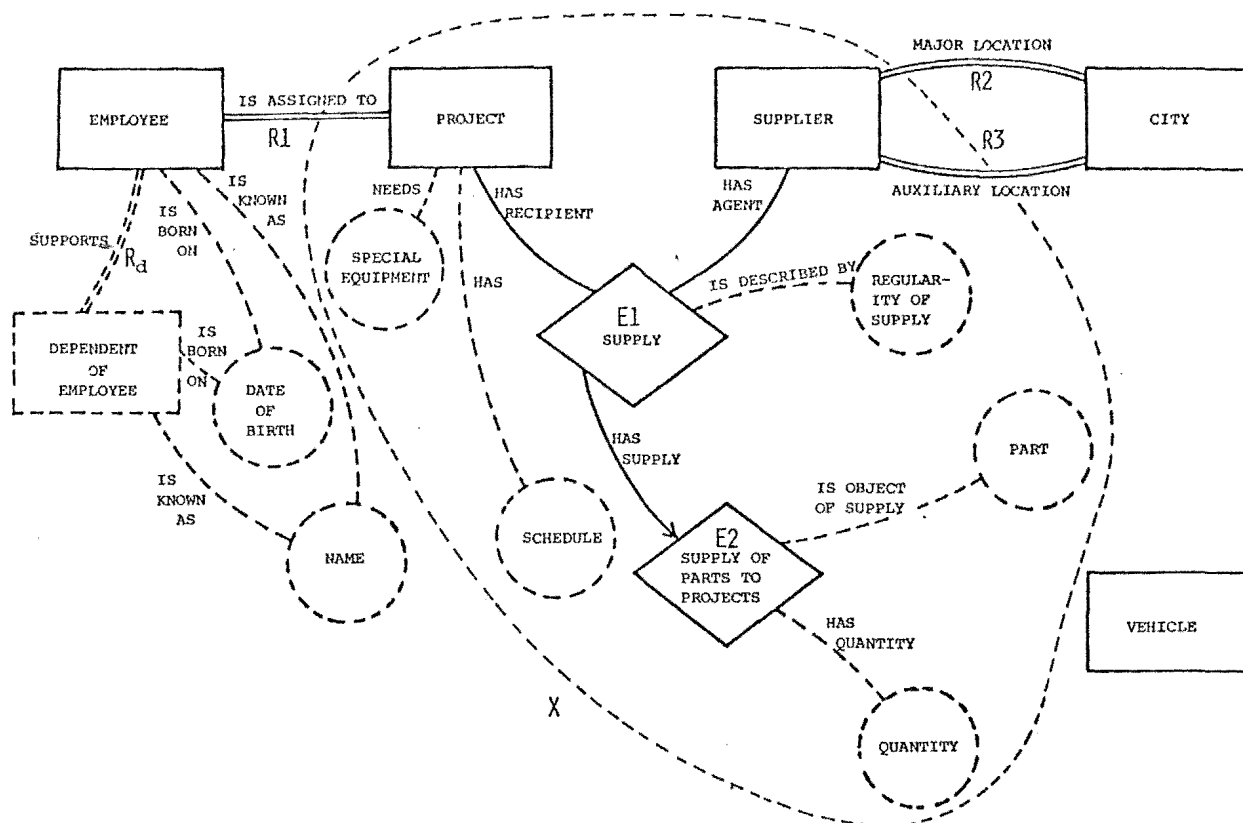 MAJOR LOCATION
R2
IS ASSIGNED TO
R1
EMPLOYEE
PROJECT
SUPPLIER
CITY
R3
AUXILIARY LOCATION
IS
KNOWN
AS
NEEDS
HAS
RECIPIENT
HAS
AGENT
IS
BORN
ON
SUPPORTS
Rd
SPECIAL
EQUIPMENT
HAS
IS DESCRIBED BY
REGULAR-
ITY OF
SUPPLY
E1
SUPPLY
DEPENDENT
OF
EMPLOYEE
IS
BORN
ON
DATE
OF
BIRTH
HAS
SUPPLY
PART
IS
KNOWN
AS
IS OBJECT
OF SUPPLY
NAME
SCHEDULE
E2
SUPPLY OF
PARTS TO
PROJECTS
HAS
QUANTITY
VEHICLE
X
QUANTITY